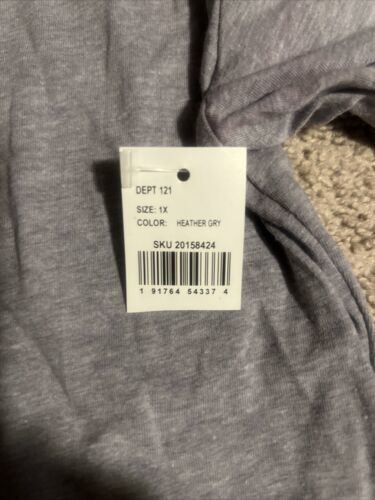 DEPT 121
SIZE: 1X
COLOR: HEATHER GRY
SKU 20158424
1 91764 54337 4